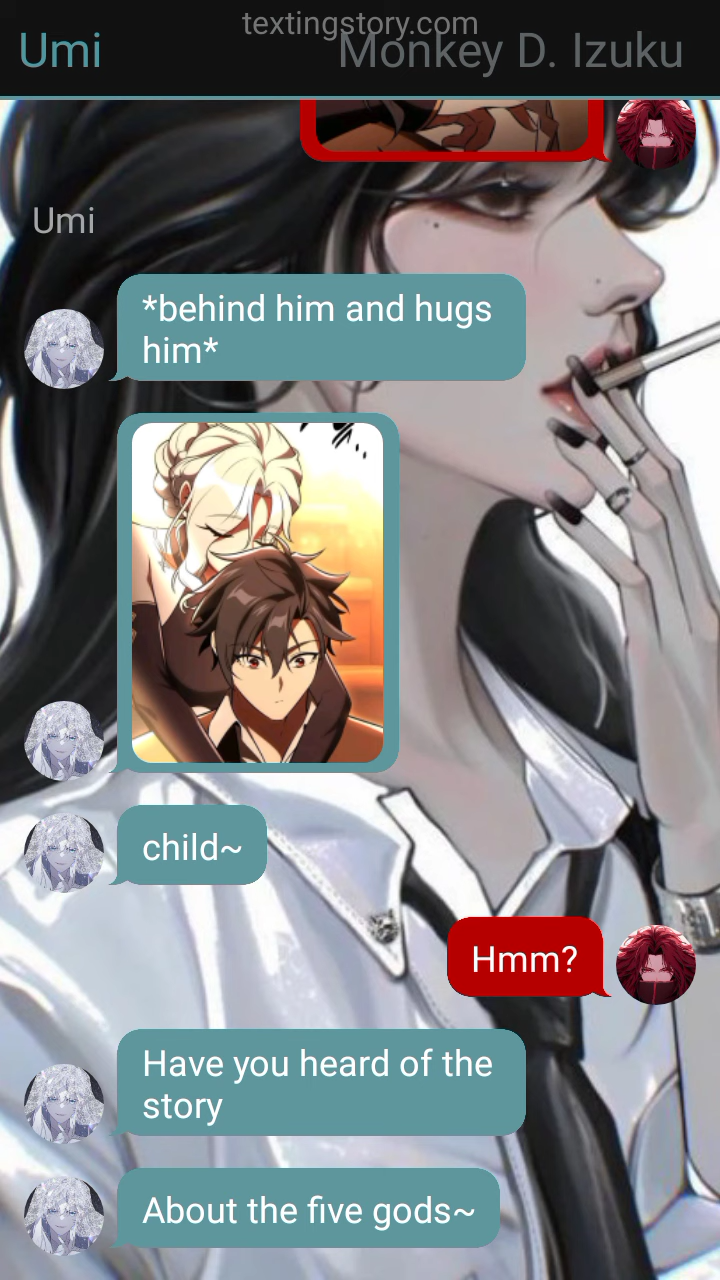 textingstory.com
Umi
Monkey D. Izuku
Umi
*behind him and hugs
him*
child~
Hmm?
Have you heard of the
story
About the five gods~